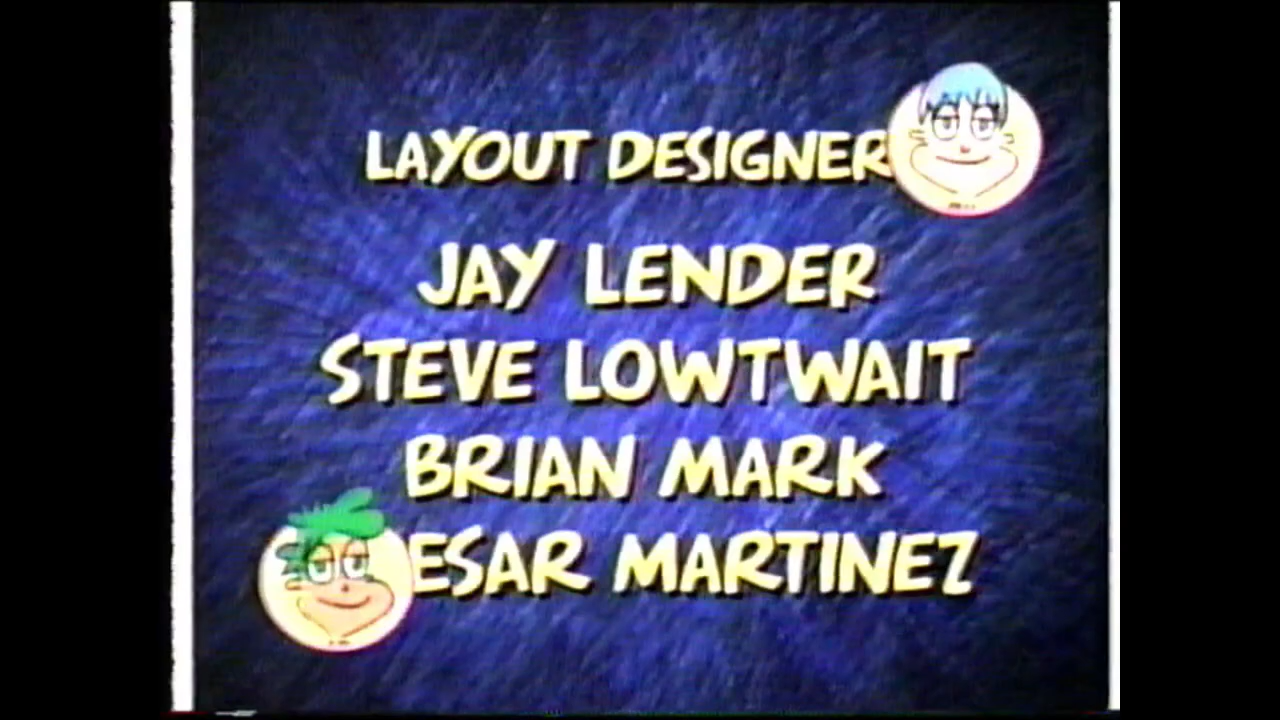 LAYOUT DESIGNER
JAY LENDER
STEVE LOWTWAIT
BRIAN MARK
ESAR MARTINEZ